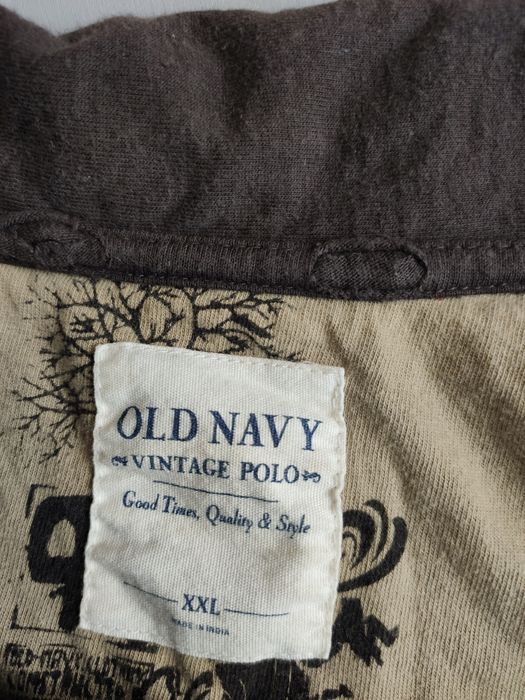 OLD NAVY
VINTAGE POLO
Good Times, Quality & Style
XXL
MADE IN INDIA